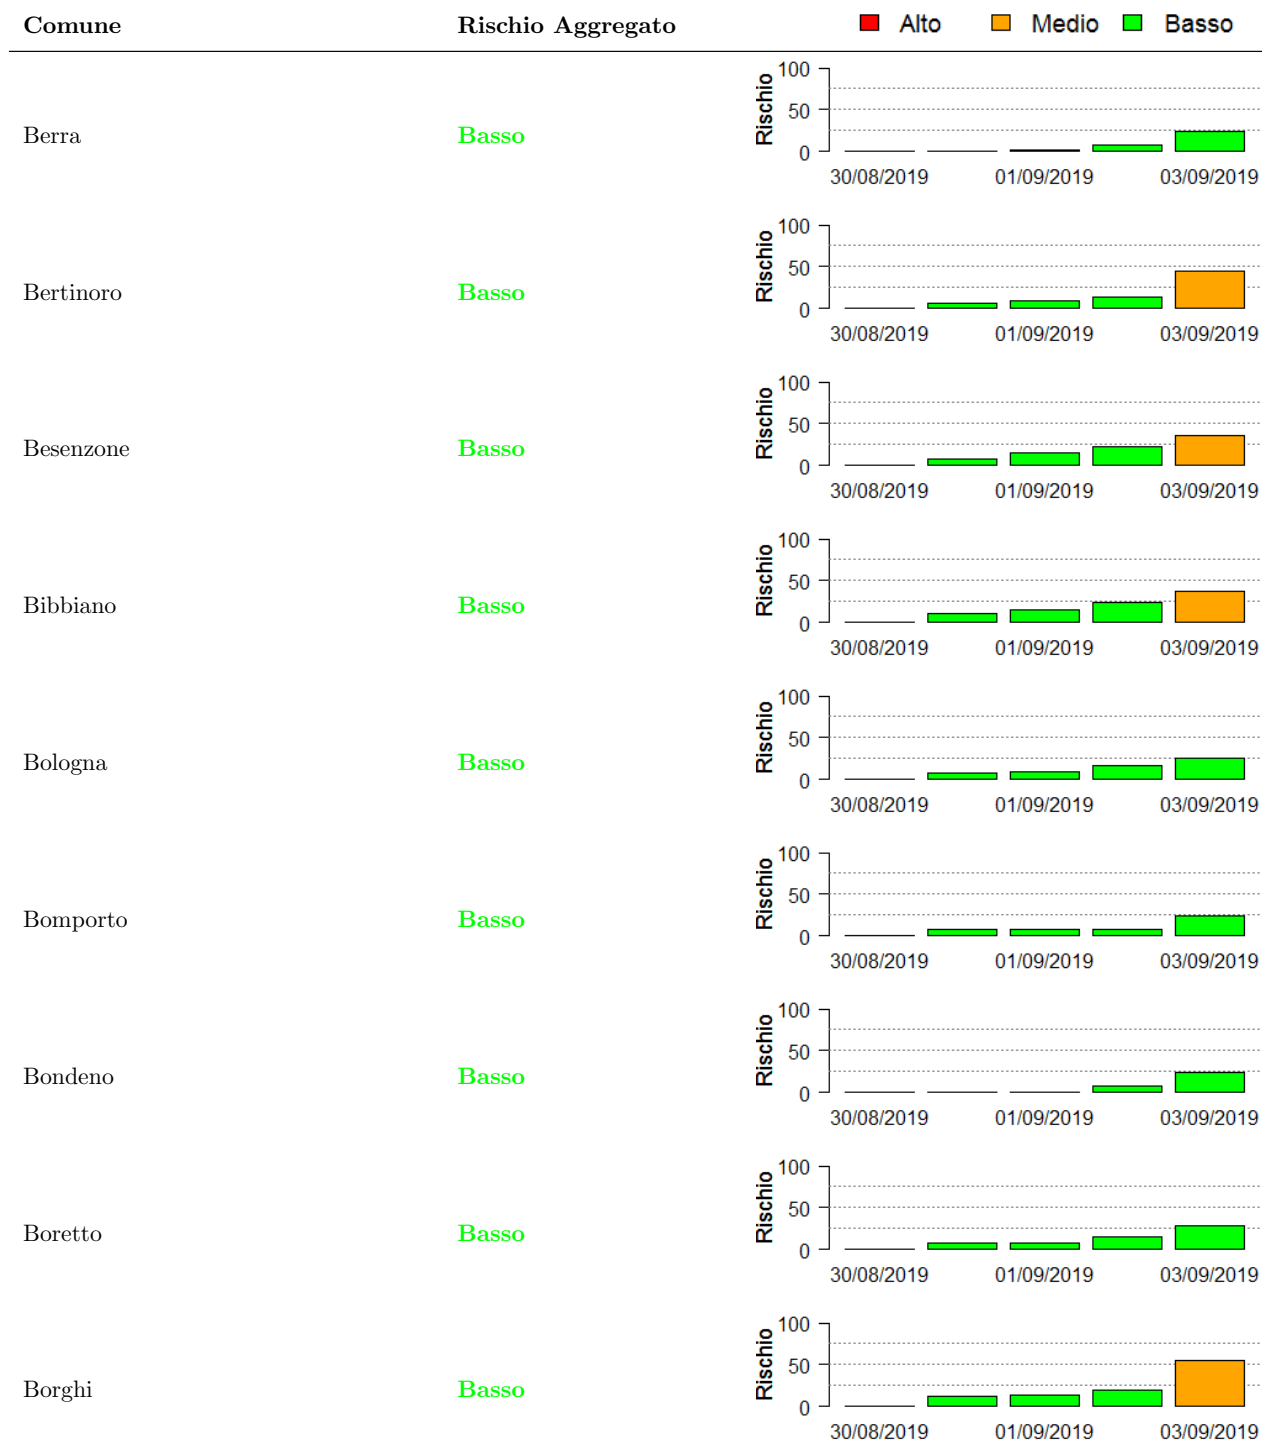 Comune Rischio Aggregato Alto Medio Basso
Berra Basso Rischio 100 50 0
30/08/2019 01/09/2019 03/09/2019
Bertinoro Basso Rischio 100 50 0
30/08/2019 01/09/2019 03/09/2019
Besenzone Basso Rischio 100 50 0
30/08/2019 01/09/2019 03/09/2019
Bibbiano Basso Rischio 100 50 0
30/08/2019 01/09/2019 03/09/2019
Bologna Basso Rischio 100 50 0
30/08/2019 01/09/2019 03/09/2019
Bomporto Basso Rischio 100 50 0
30/08/2019 01/09/2019 03/09/2019
Bondeno Basso Rischio 100 50 0
30/08/2019 01/09/2019 03/09/2019
Boretto Basso Rischio 100 50 0
30/08/2019 01/09/2019 03/09/2019
Borghi Basso Rischio 100 50 0
30/08/2019 01/09/2019 03/09/2019